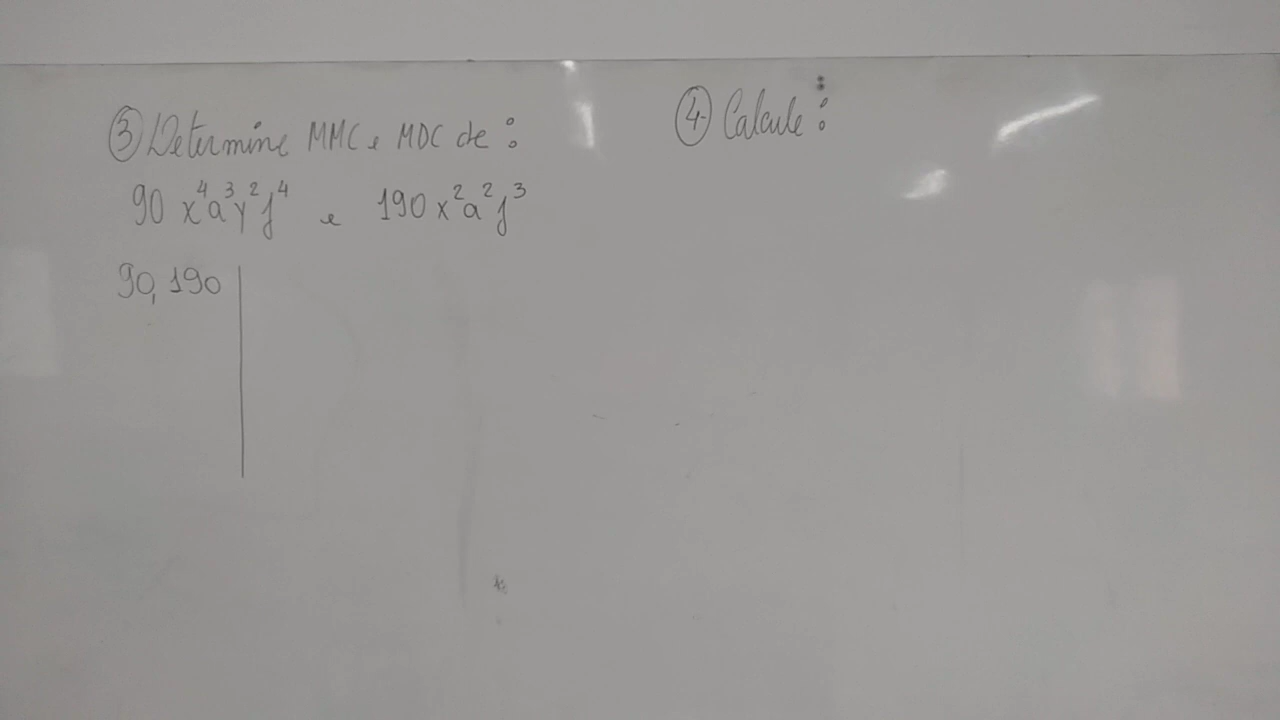 ③ Determine MMC e MDC de :
90 x⁴a³y²j⁴ e 190 x²a²j³
90, 190
④ Calcule :